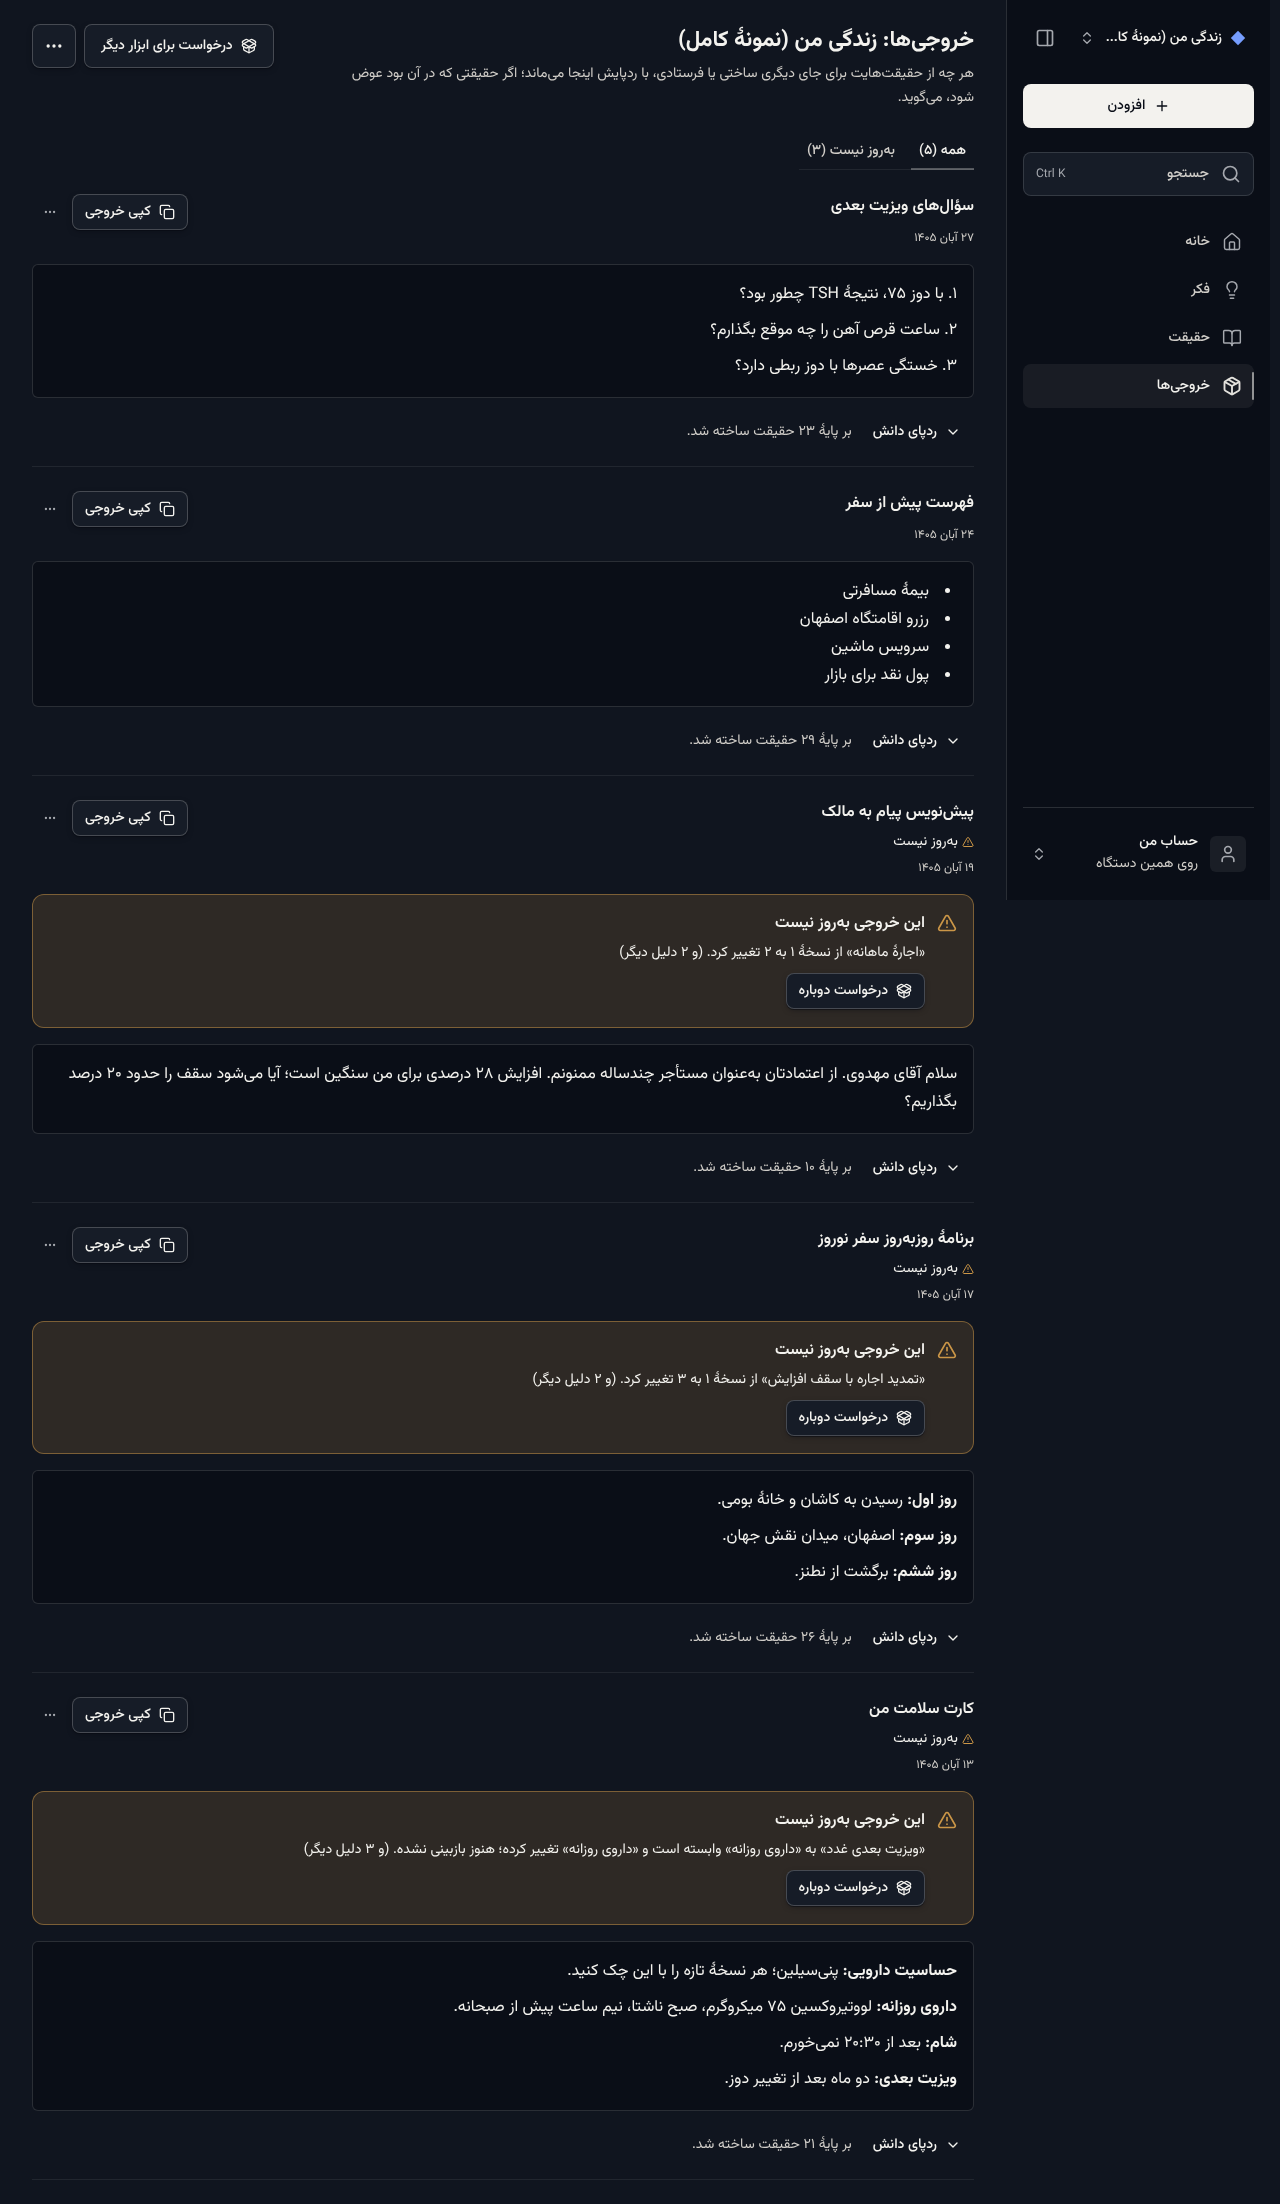 زندگی من (نمونهٔ کا...
افزودن
جستجو
Ctrl K
خانه
فکر
حقیقت
خروجی‌ها
حساب من
روی همین دستگاه
خروجی‌ها: زندگی من (نمونهٔ کامل)
درخواست برای ابزار دیگر
هر چه از حقیقت‌هایت برای جای دیگری ساختی یا فرستادی، با ردپایش اینجا می‌ماند؛ اگر حقیقتی که در آن بود عوض
شود، می‌گوید.
همه (۵)
به‌روز نیست (۳)
سؤال‌های ویزیت بعدی
کپی خروجی
۲۷ آبان ۱۴۰۵
۱. با دوز ۷۵، نتیجهٔ TSH چطور بود؟
۲. ساعت قرص آهن را چه موقع بگذارم؟
۳. خستگی عصرها با دوز ربطی دارد؟
ردپای دانش
بر پایهٔ ۲۳ حقیقت ساخته شد.
فهرست پیش از سفر
کپی خروجی
۲۴ آبان ۱۴۰۵
• بیمهٔ مسافرتی
• رزرو اقامتگاه اصفهان
• سرویس ماشین
• پول نقد برای بازار
ردپای دانش
بر پایهٔ ۲۹ حقیقت ساخته شد.
پیش‌نویس پیام به مالک
کپی خروجی
به‌روز نیست
۱۹ آبان ۱۴۰۵
این خروجی به‌روز نیست
«اجارهٔ ماهانه» از نسخهٔ ۱ به ۲ تغییر کرد. (و ۲ دلیل دیگر)
درخواست دوباره
سلام آقای مهدوی. از اعتمادتان به‌عنوان مستأجر چندساله ممنونم. افزایش ۲۸ درصدی برای من سنگین است؛ آیا می‌شود سقف را حدود ۲۰ درصد
بگذاریم؟
ردپای دانش
بر پایهٔ ۱۰ حقیقت ساخته شد.
برنامهٔ روزبه‌روز سفر نوروز
کپی خروجی
به‌روز نیست
۱۷ آبان ۱۴۰۵
این خروجی به‌روز نیست
«تمدید اجاره با سقف افزایش» از نسخهٔ ۱ به ۳ تغییر کرد. (و ۲ دلیل دیگر)
درخواست دوباره
روز اول: رسیدن به کاشان و خانهٔ بومی.
روز سوم: اصفهان، میدان نقش جهان.
روز ششم: برگشت از نطنز.
ردپای دانش
بر پایهٔ ۲۶ حقیقت ساخته شد.
کارت سلامت من
کپی خروجی
به‌روز نیست
۱۳ آبان ۱۴۰۵
این خروجی به‌روز نیست
«ویزیت بعدی غدد» به «داروی روزانه» وابسته است و «داروی روزانه» تغییر کرده؛ هنوز بازبینی نشده. (و ۳ دلیل دیگر)
درخواست دوباره
حساسیت دارویی: پنی‌سیلین؛ هر نسخهٔ تازه را با این چک کنید.
داروی روزانه: لووتیروکسین ۷۵ میکروگرم، صبح ناشتا، نیم ساعت پیش از صبحانه.
شام: بعد از ۲۰:۳۰ نمی‌خورم.
ویزیت بعدی: دو ماه بعد از تغییر دوز.
ردپای دانش
بر پایهٔ ۲۱ حقیقت ساخته شد.